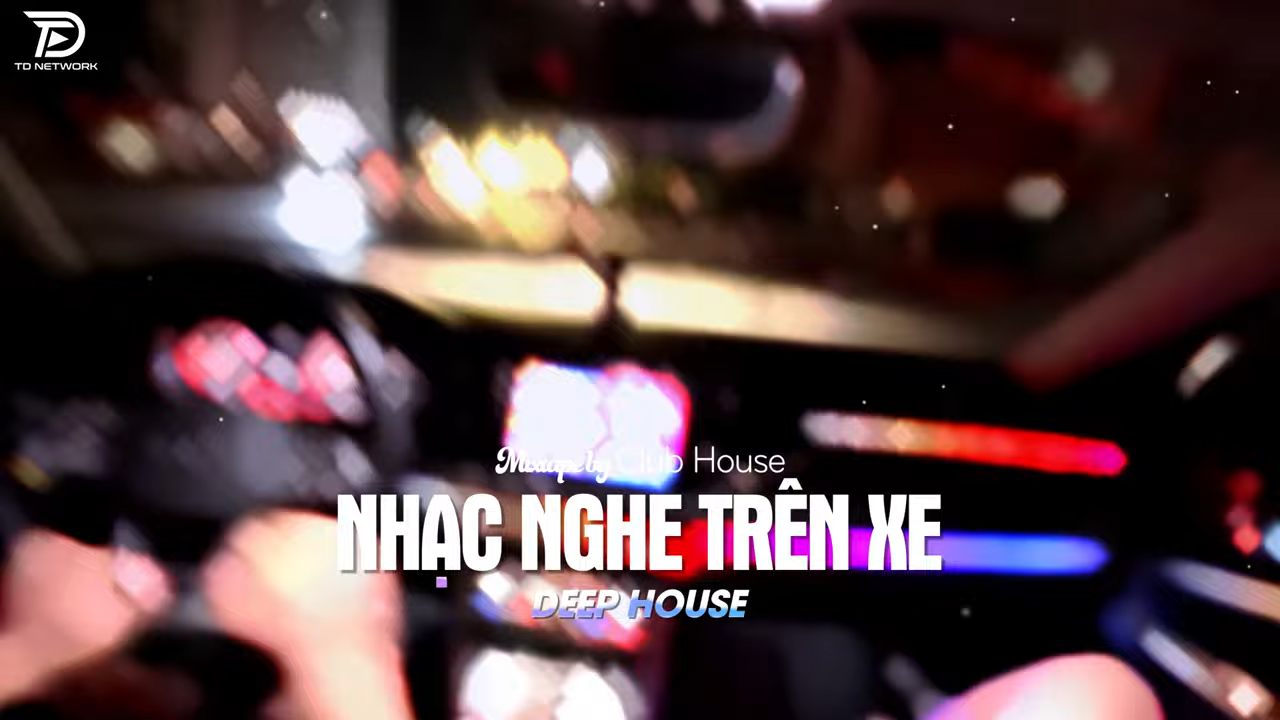 TD NETWORK
Mixtape by Club House
NHẠC NGHE TRÊN XE
DEEP HOUSE